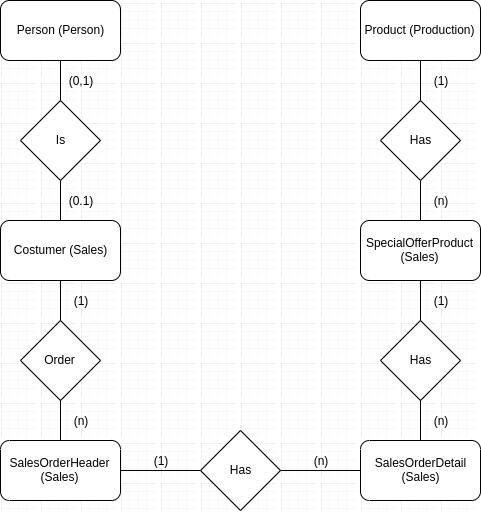 Person (Person)
Product (Production)
(0,1)
(1)
Is
Has
(0.1)
(n)
Costumer (Sales)
SpecialOfferProduct
(Sales)
(1)
(1)
Order
Has
(n)
(n)
SalesOrderHeader
(Sales)
(1)
Has
(n)
SalesOrderDetail
(Sales)